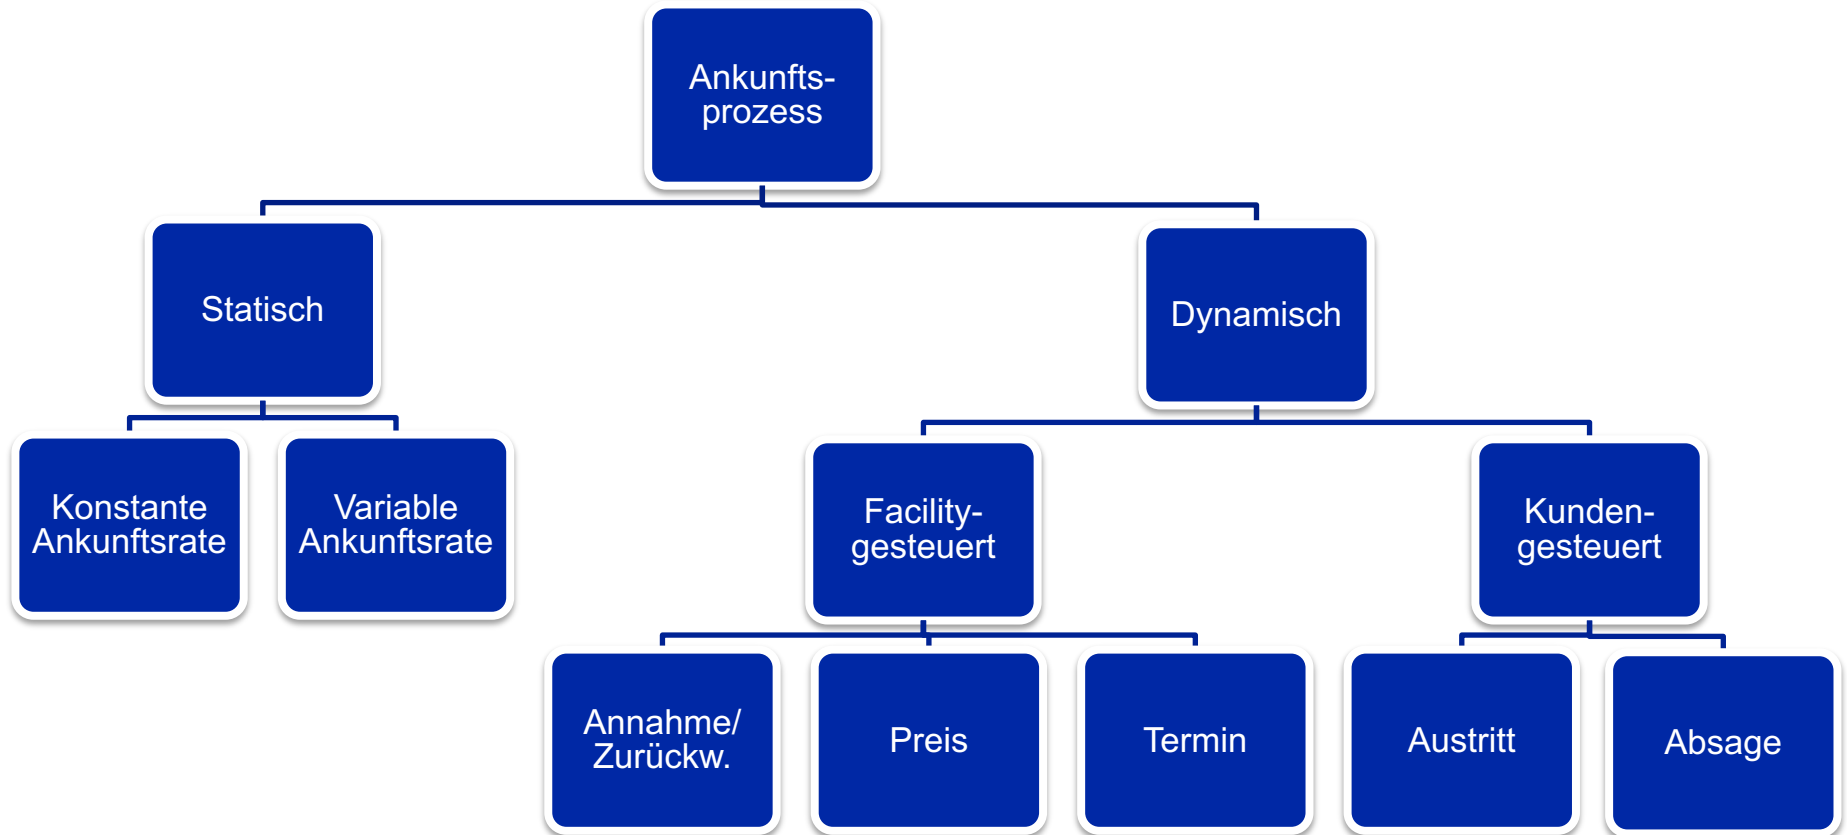 Ankunfts-
prozess
Statisch
Dynamisch
Konstante
Ankunftsrate
Variable
Ankunftsrate
Facility-
gesteuert
Kunden-
gesteuert
Annahme/
Zurückw.
Preis
Termin
Austritt
Absage